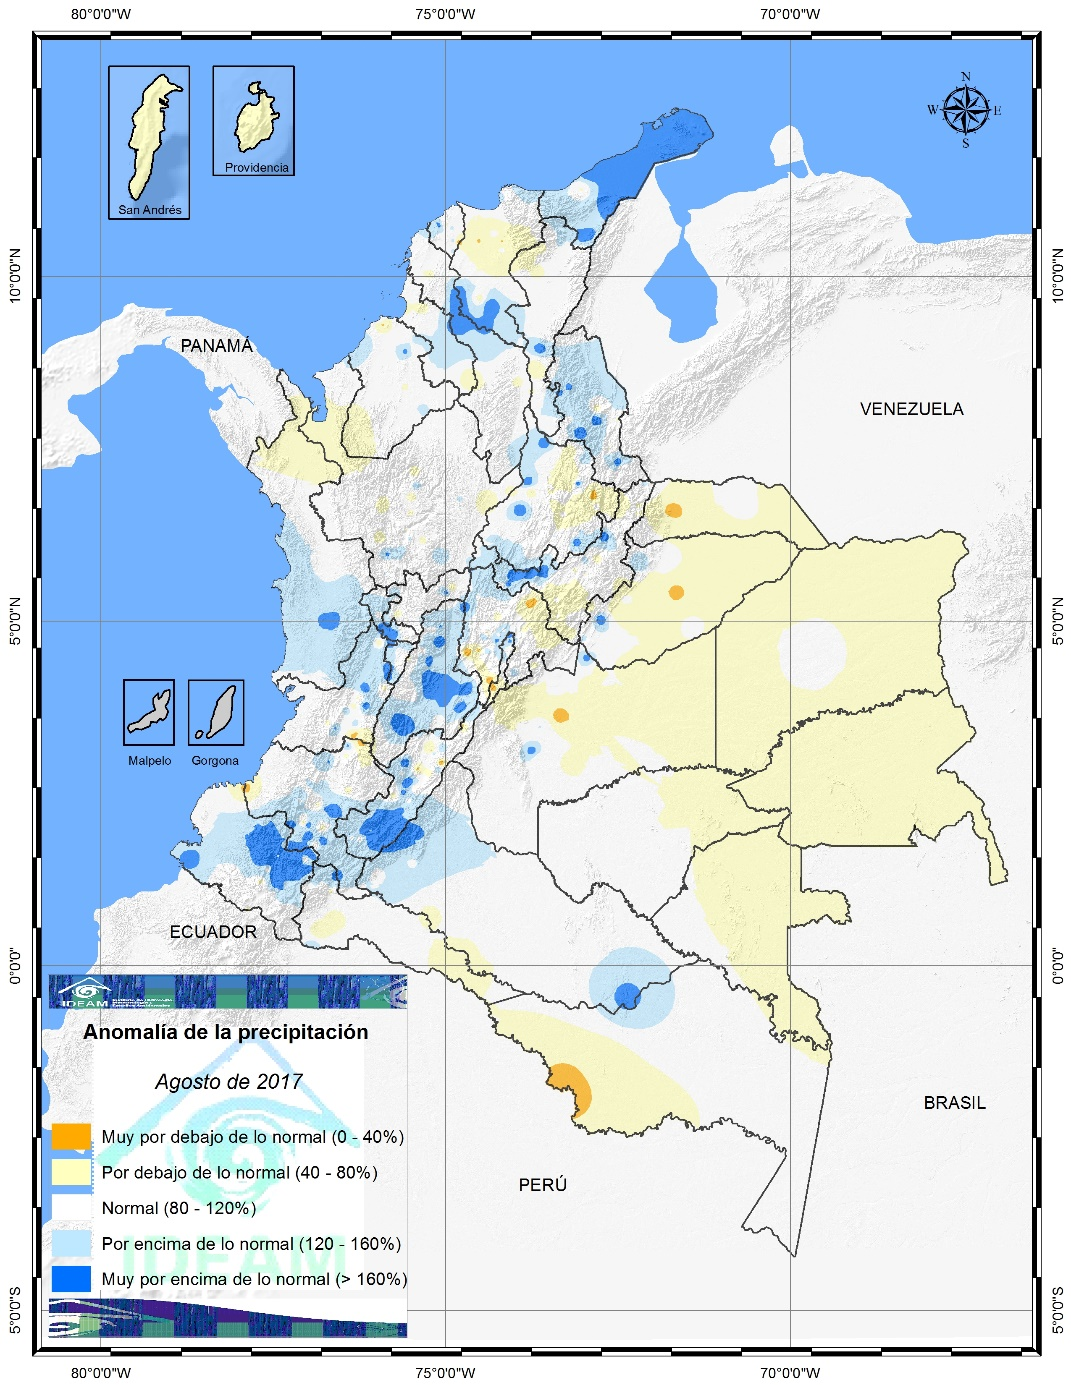 80°0'0"W 75°0'0"W 70°0'0"W
N
W E
S
San Andrés
Providencia
10°0'0"N 10°0'0"N
PANAMÁ
VENEZUELA
5°0'0"N 5°0'0"N
Malpelo
Gorgona
ECUADOR
0°0'0" 0°0'0"
IDEAM
Anomalía de la precipitación
Agosto de 2017
Muy por debajo de lo normal (0 - 40%)
Por debajo de lo normal (40 - 80%)
Normal (80 - 120%)
Por encima de lo normal (120 - 160%)
Muy por encima de lo normal (> 160%)
IDEAM
BRASIL
PERÚ
5°0'0"S 5°0'0"S
80°0'0"W 75°0'0"W 70°0'0"W